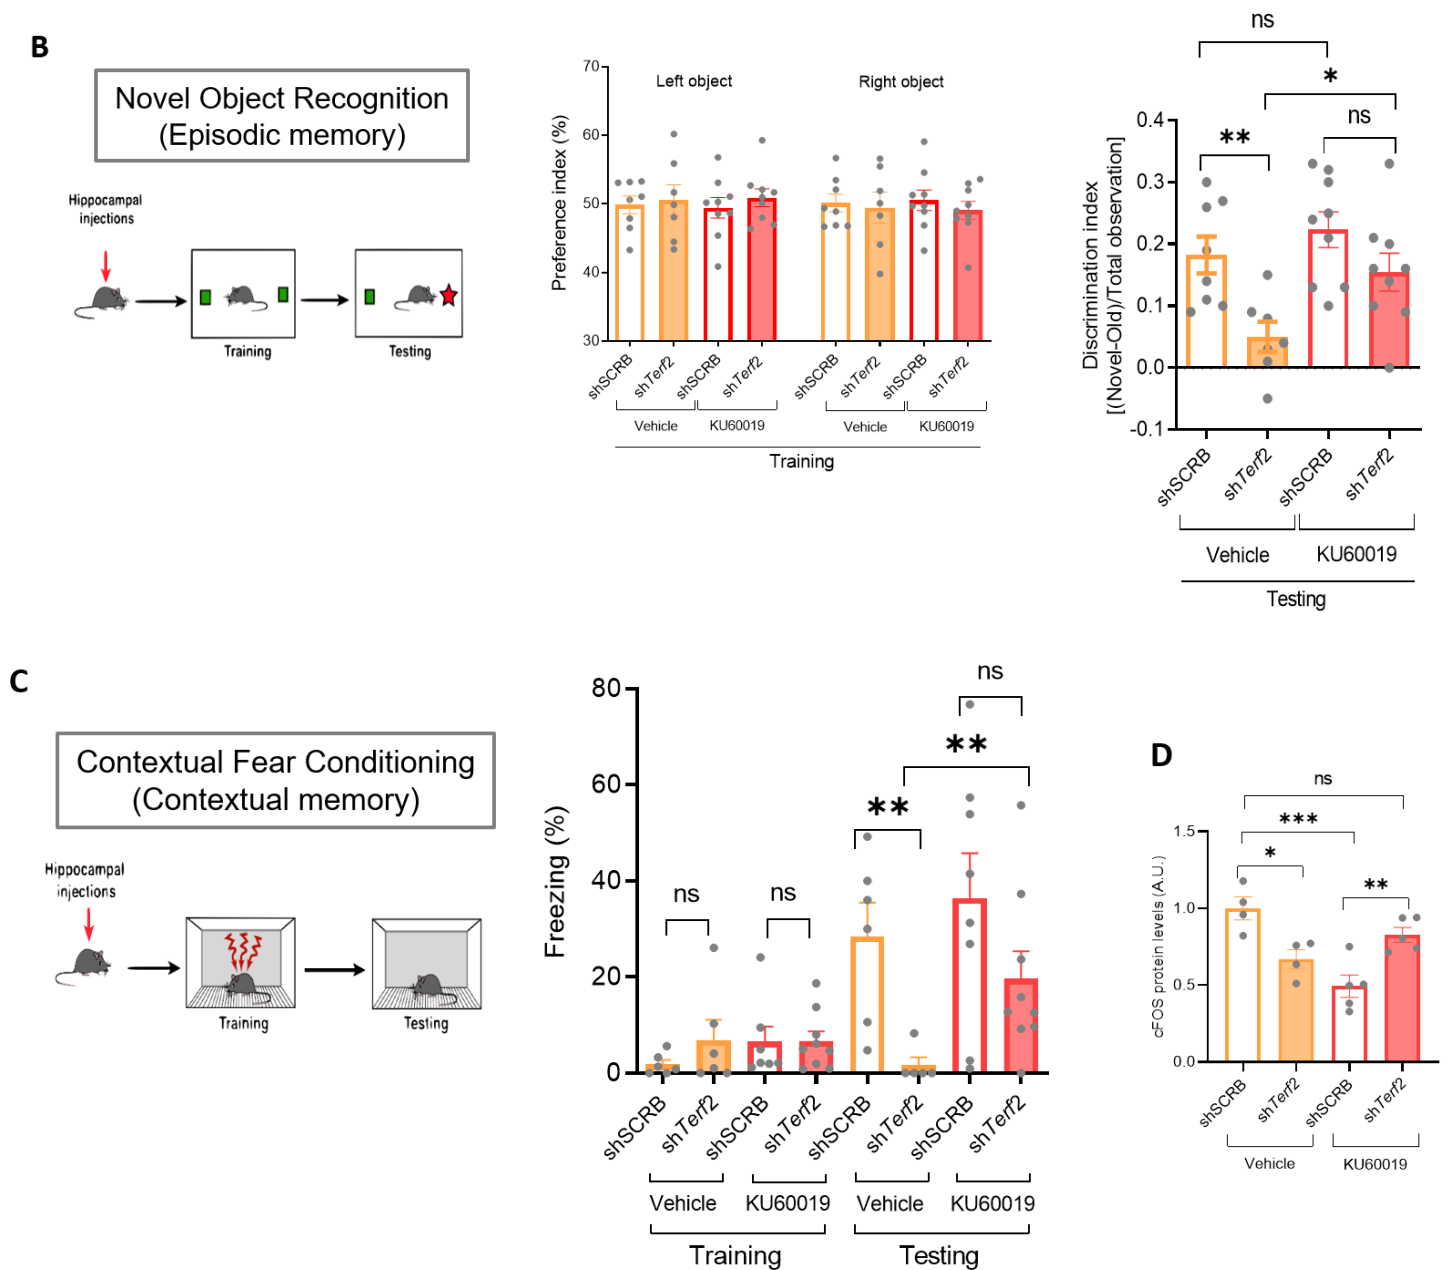 B
Novel Object Recognition
(Episodic memory)
Hippocampal
injections
Training
Testing
Preference index (%)
70
60
50
40
30
Left object
Right object
shSCRB
shTerf2
shSCRB
shTerf2
shSCRB
shTerf2
shSCRB
shTerf2
Vehicle
KU60019
Vehicle
KU60019
Training
ns
*
**
ns
Discrimination index
[(Novel-Old)/Total observation]
0.4
0.3
0.2
0.1
0.0
-0.1
shSCRB
shTerf2
shSCRB
shTerf2
Vehicle
KU60019
Testing
C
Contextual Fear Conditioning
(Contextual memory)
Hippocampal
injections
Training
Testing
Freezing (%)
80
60
40
20
0
ns
ns
**
**
ns
shSCRB
shTerf2
shSCRB
shTerf2
shSCRB
shTerf2
shSCRB
shTerf2
Vehicle
KU60019
Vehicle
KU60019
Training
Testing
D
cFOS protein levels (A.U.)
1.5
1.0
0.5
0.0
ns
***
*
**
shSCRB
shTerf2
shSCRB
shTerf2
Vehicle
KU60019